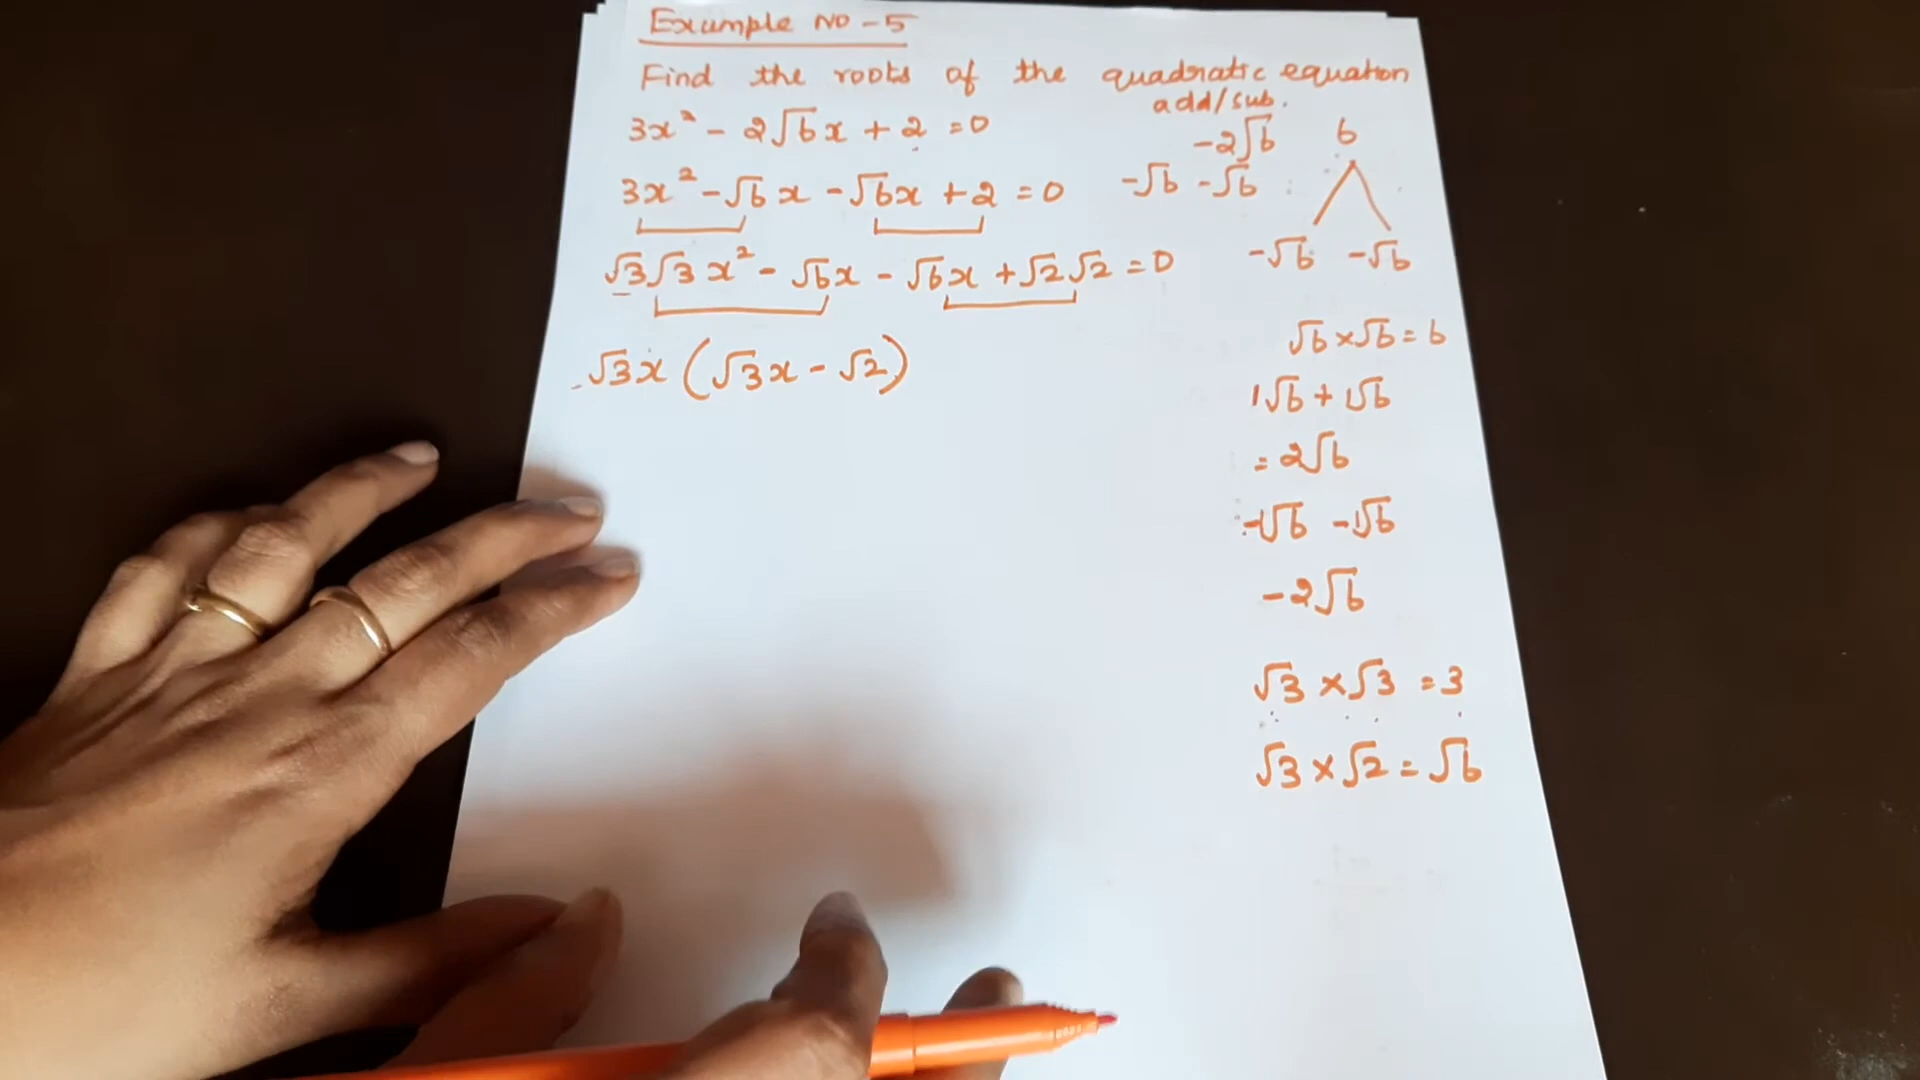 Example NO - 5
Find the roots of the quadratic equation
add/sub.
3x² - 2√6x + 2 = 0
-2√6 6
3x² - √6x - √6x + 2 = 0
-√6 -√6
-√6 -√6
√3√3x² - √6x - √6x + √2√2 = 0
√6 × √6 = 6
√3x (√3x - √2)
1√6 + 1√6
= 2√6
-1√6 - 1√6
-2√6
√3 × √3 = 3
√3 × √2 = √6